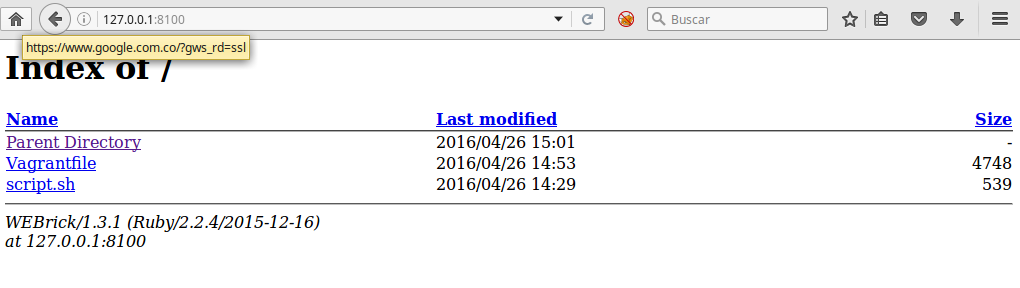 127.0.0.1:8100
Buscar
https://www.google.com.co/?gws_rd=ssl
Index of /
Name Last modified Size
Parent Directory 2016/04/26 15:01 -
Vagrantfile 2016/04/26 14:53 4748
script.sh 2016/04/26 14:29 539
WEBrick/1.3.1 (Ruby/2.2.4/2015-12-16)
at 127.0.0.1:8100